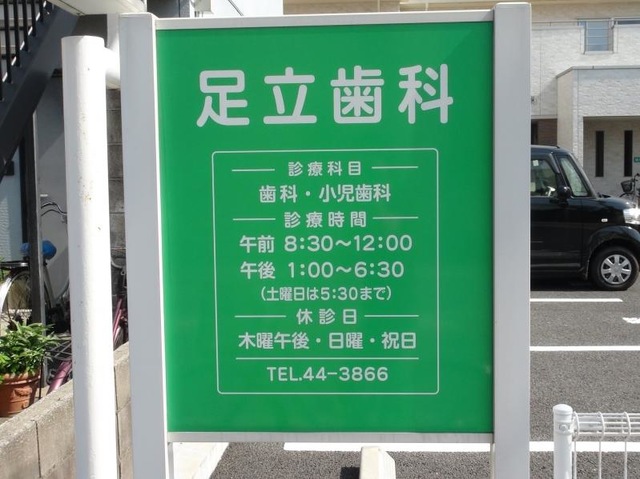 足立歯科
診療科目
歯科・小児歯科
診療時間
午前 8:30〜12:00
午後 1:00〜6:30
(土曜日は5:30まで)
休診日
木曜午後・日曜・祝日
TEL.44-3866